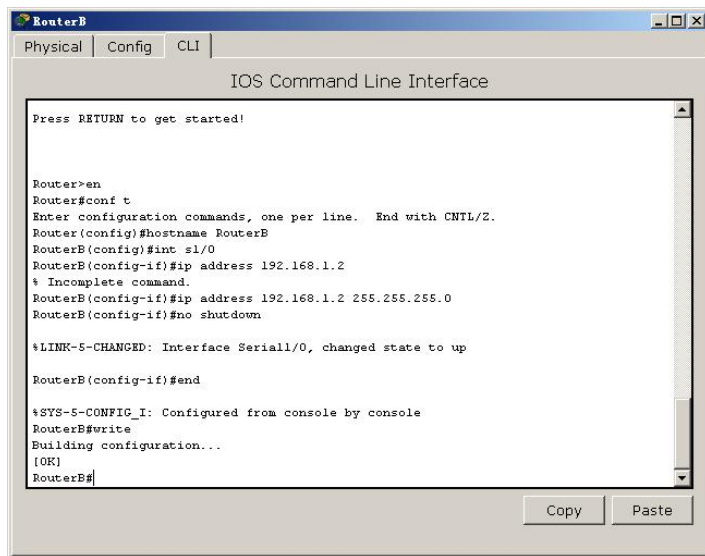 RouterB
Physical Config CLI
IOS Command Line Interface
Press RETURN to get started!
Router>en
Router#conf t
Enter configuration commands, one per line.  End with CNTL/Z.
Router(config)#hostname RouterB
RouterB(config)#int s1/0
RouterB(config-if)#ip address 192.168.1.2
% Incomplete command.
RouterB(config-if)#ip address 192.168.1.2 255.255.255.0
RouterB(config-if)#no shutdown
%LINK-5-CHANGED: Interface Serial1/0, changed state to up
RouterB(config-if)#end
%SYS-5-CONFIG_I: Configured from console by console
RouterB#write
Building configuration...
[OK]
RouterB#
Copy Paste